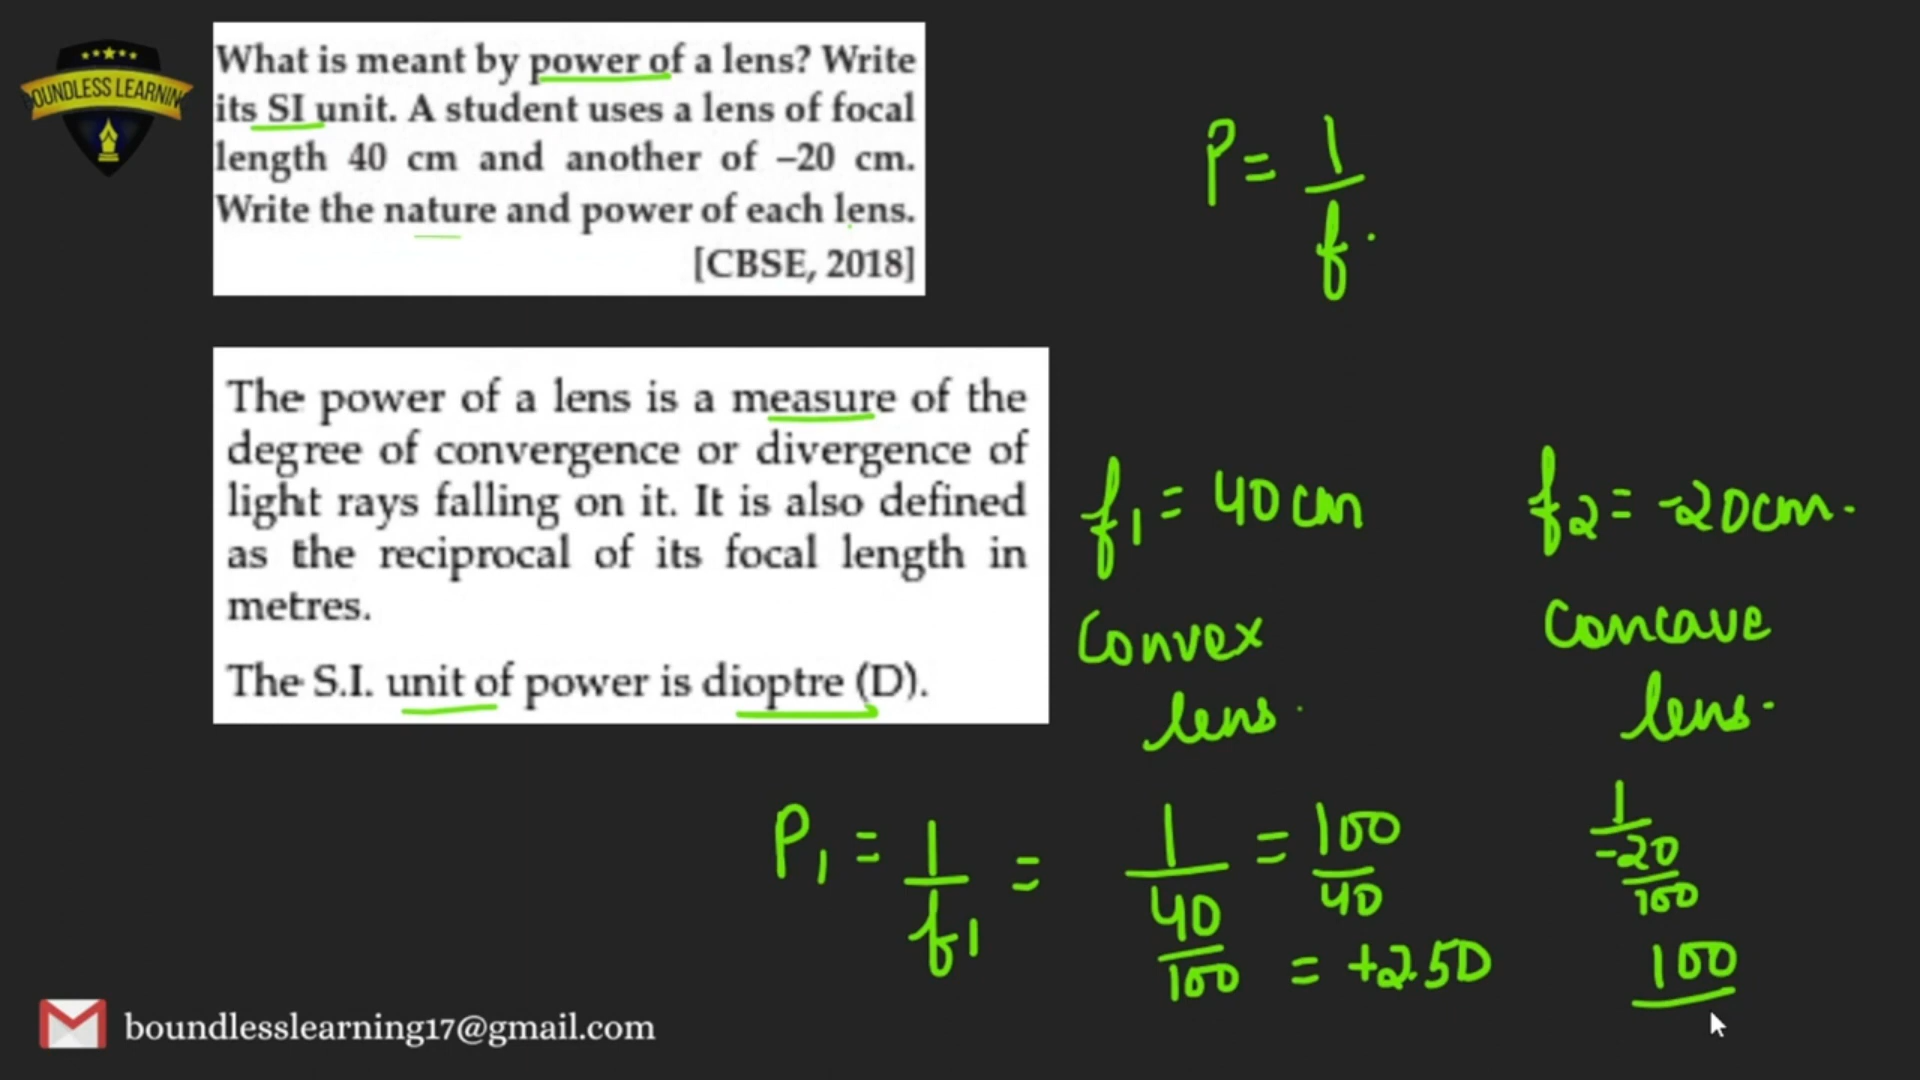 BOUNDLESS LEARNING
What is meant by power of a lens? Write
its SI unit. A student uses a lens of focal
length 40 cm and another of –20 cm.
Write the nature and power of each lens.
[CBSE, 2018]
P = 1/f.
The power of a lens is a measure of the
degree of convergence or divergence of
light rays falling on it. It is also defined
as the reciprocal of its focal length in
metres.
The S.I. unit of power is dioptre (D).
f1 = 40 cm
Convex
lens.
f2 = -20cm.
Concave
lens.
P1 = 1/f1 = 1/(40/100) = 100/40
= +2.5D
1/(-20/100)
100
boundlesslearning17@gmail.com